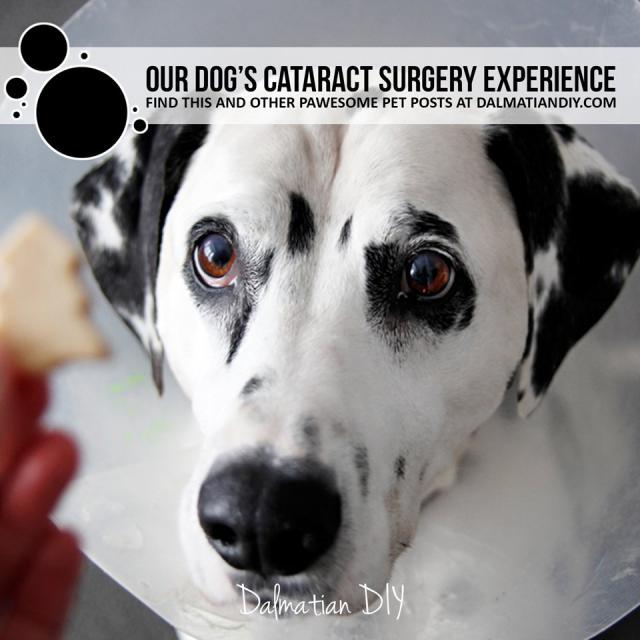 OUR DOG'S CATARACT SURGERY EXPERIENCE
FIND THIS AND OTHER PAWESOME PET POSTS AT DALMATIANDIY.COM
Dalmatian DIY